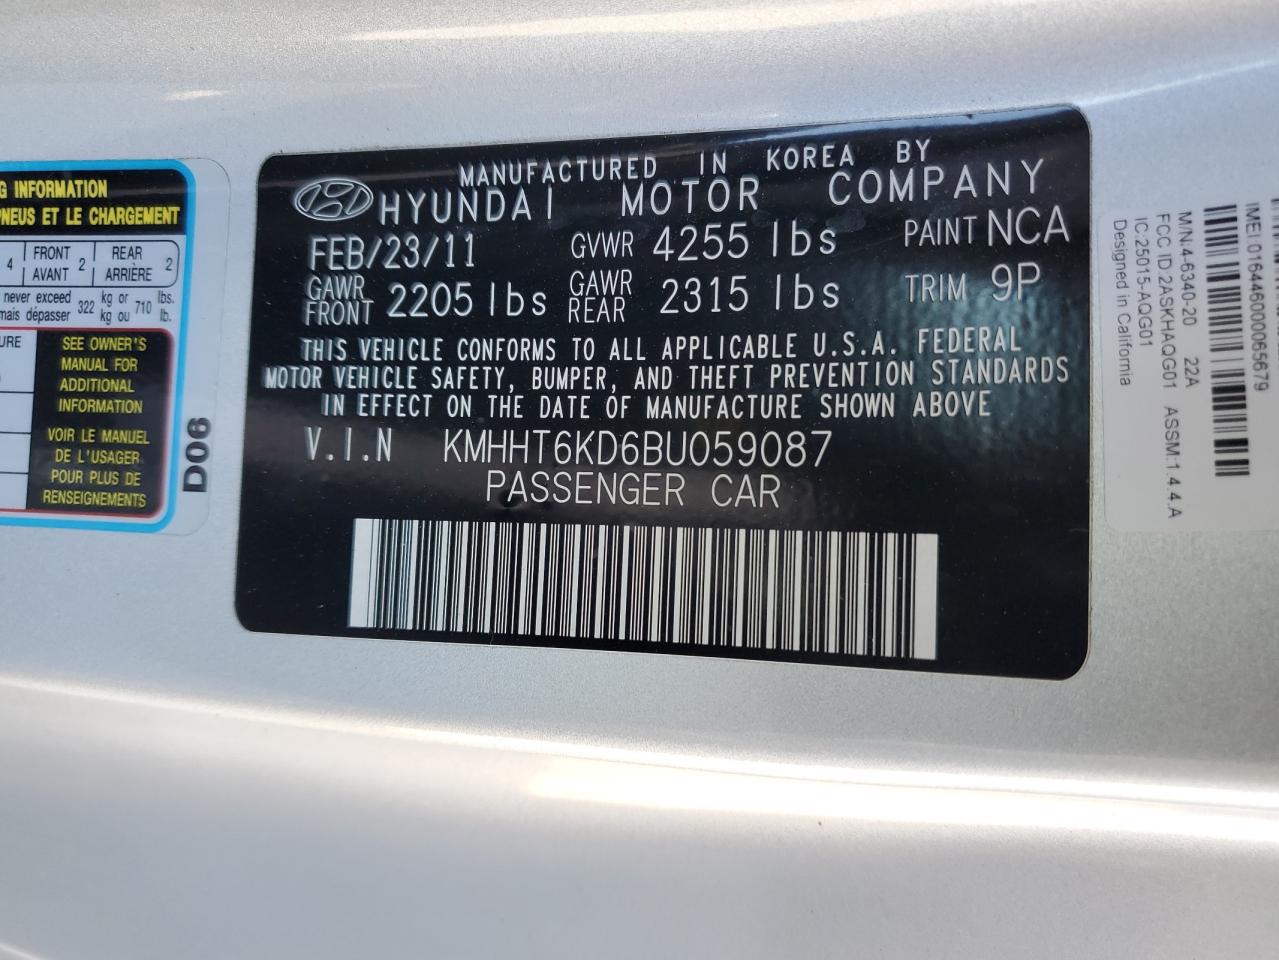 G INFORMATION
PNEUS ET LE CHARGEMENT
4 FRONT AVANT 2 REAR ARRIÈRE 2
never exceed 322 kg or 710 lbs.
mais dépasser kg ou lb.
SEE OWNER'S
MANUAL FOR
ADDITIONAL
INFORMATION
VOIR LE MANUEL
DE L'USAGER
POUR PLUS DE
RENSEIGNEMENTS
D06
MANUFACTURED IN KOREA BY
HYUNDAI MOTOR COMPANY
FEB/23/11 GVWR 4255 lbs PAINT NCA
GAWR FRONT 2205 lbs GAWR REAR 2315 lbs TRIM 9P
THIS VEHICLE CONFORMS TO ALL APPLICABLE U.S.A. FEDERAL
MOTOR VEHICLE SAFETY, BUMPER, AND THEFT PREVENTION STANDARDS
IN EFFECT ON THE DATE OF MANUFACTURE SHOWN ABOVE
V.I.N KMHHT6KD6BU059087
PASSENGER CAR
IMEI: 016446000065679
M/N:4-6340-20 22A
FCC ID:2ASKHAQG01 ASSM:1.4.4.A
IC:25015-AQG01
Designed in California